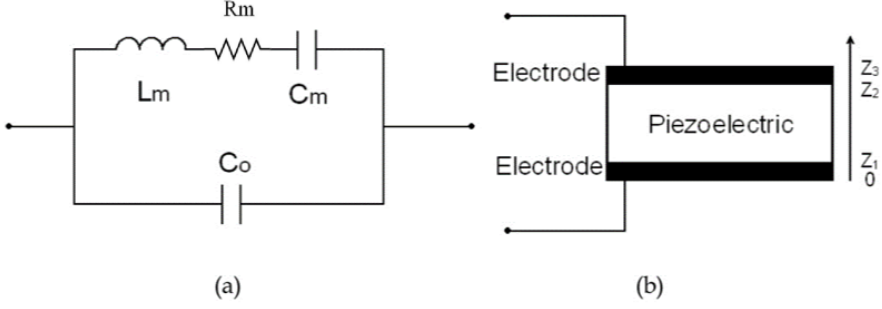 Rm
Lm
Cm
Co
(a)
Electrode
Z3
Z2
Piezoelectric
Electrode
Z1
0
(b)